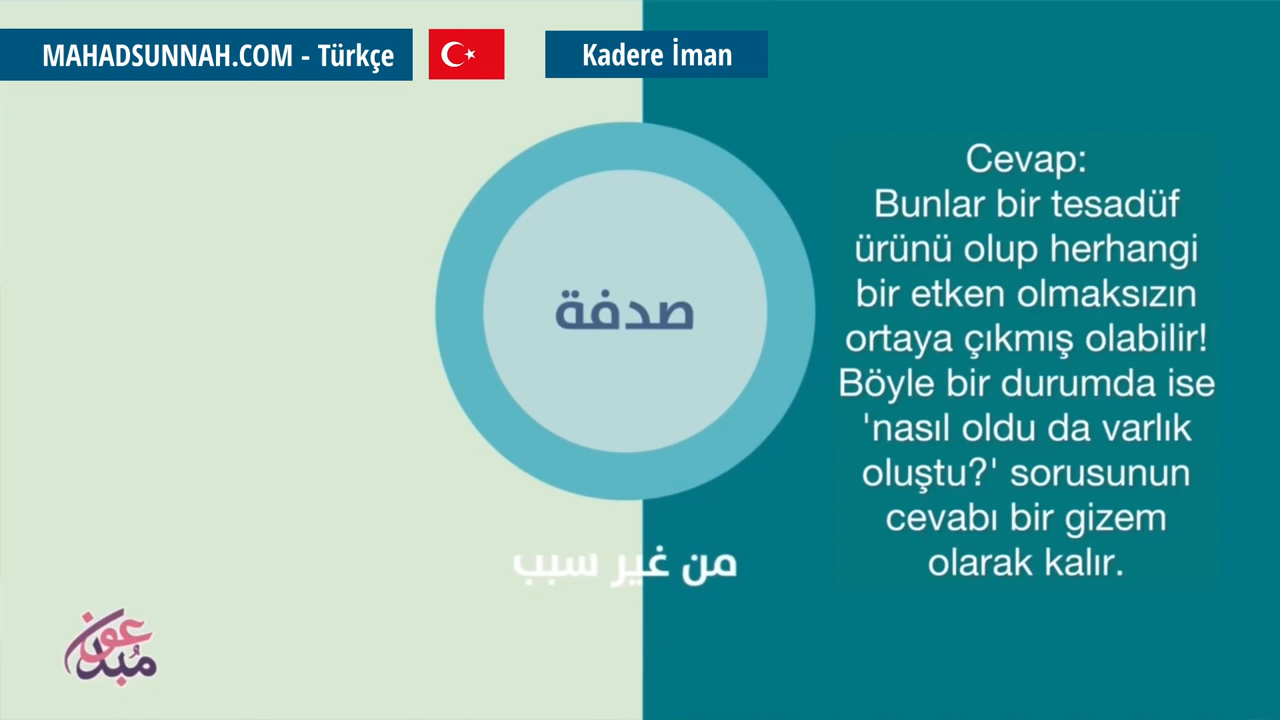 MAHADSUNNAH.COM - Türkçe
Kadere İman
صدفة
من غير سبب
Cevap:
Bunlar bir tesadüf
ürünü olup herhangi
bir etken olmaksızın
ortaya çıkmış olabilir!
Böyle bir durumda ise
'nasıl oldu da varlık
oluştu?' sorusunun
cevabı bir gizem
olarak kalır.
مُبدعون